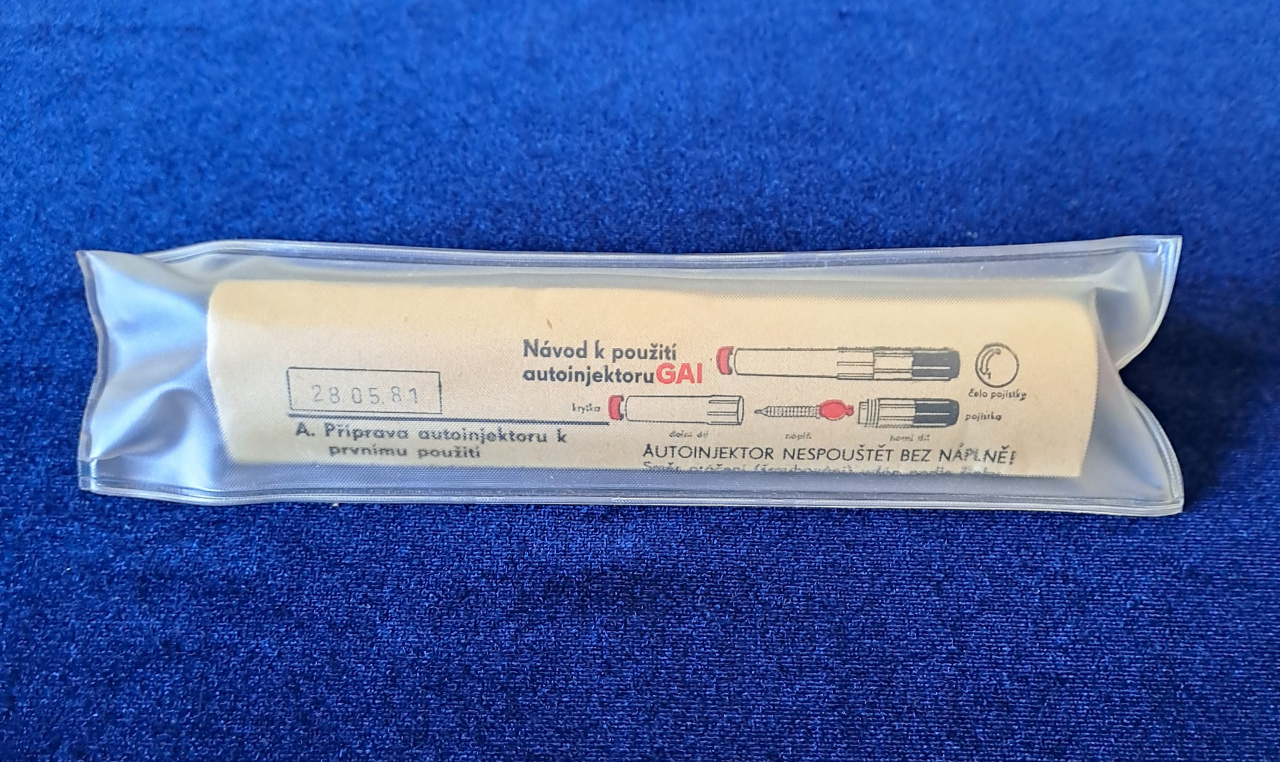 Návod k použití
autoinjektoru GAI
28.05.81
A. Příprava autoinjektoru k
prvnímu použití
čelo pojistky
krytka
pojistka
dolní díl
náplň
horní díl
AUTOINJEKTOR NESPOUŠTĚT BEZ NÁPLNĚ!